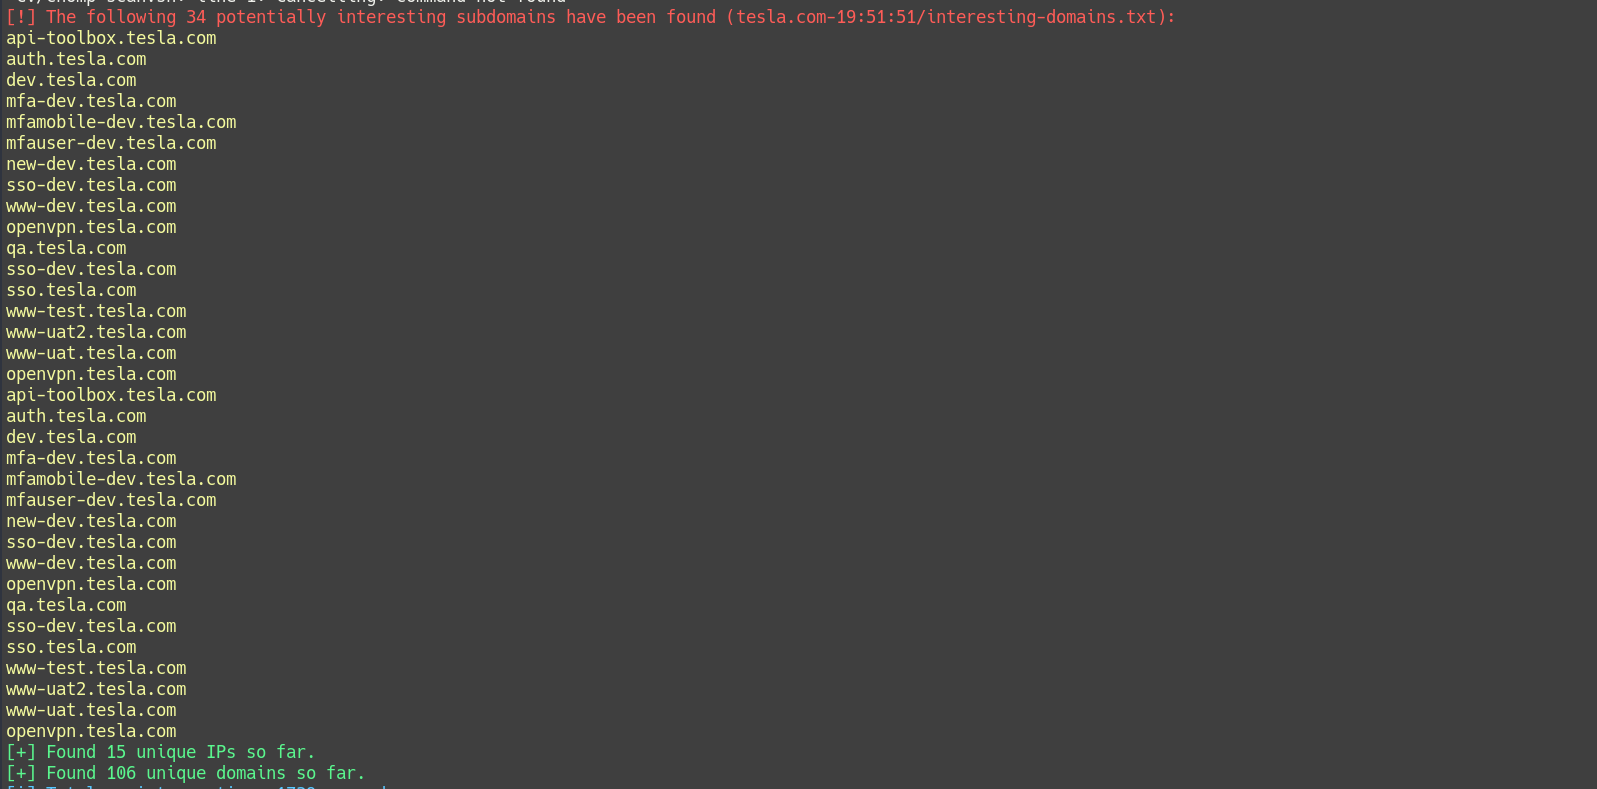 line 1: Cancelling: command not found
[!] The following 34 potentially interesting subdomains have been found (tesla.com-19:51:51/interesting-domains.txt):
api-toolbox.tesla.com
auth.tesla.com
dev.tesla.com
mfa-dev.tesla.com
mfamobile-dev.tesla.com
mfauser-dev.tesla.com
new-dev.tesla.com
sso-dev.tesla.com
www-dev.tesla.com
openvpn.tesla.com
qa.tesla.com
sso-dev.tesla.com
sso.tesla.com
www-test.tesla.com
www-uat2.tesla.com
www-uat.tesla.com
openvpn.tesla.com
api-toolbox.tesla.com
auth.tesla.com
dev.tesla.com
mfa-dev.tesla.com
mfamobile-dev.tesla.com
mfauser-dev.tesla.com
new-dev.tesla.com
sso-dev.tesla.com
www-dev.tesla.com
openvpn.tesla.com
qa.tesla.com
sso-dev.tesla.com
sso.tesla.com
www-test.tesla.com
www-uat2.tesla.com
www-uat.tesla.com
openvpn.tesla.com
[+] Found 15 unique IPs so far.
[+] Found 106 unique domains so far.